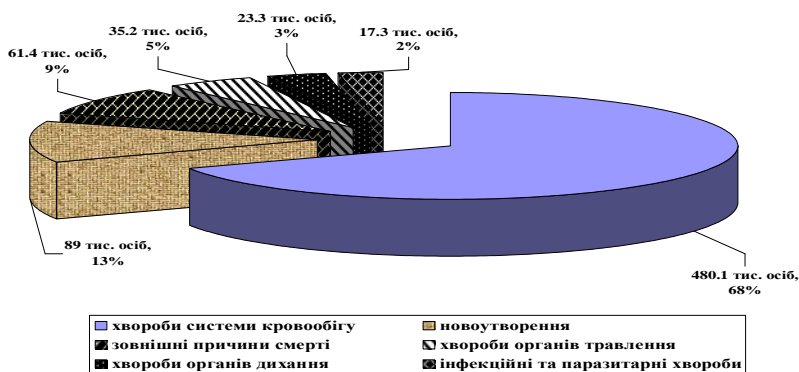 23.3 тис. осіб,
3%
35.2 тис. осіб,
5%
17.3 тис. осіб,
2%
61.4 тис. осіб,
9%
89 тис. осіб,
13%
480.1 тис. осіб,
68%
хвороби системи кровообігу
новоутворення
зовнішні причини смерті
хвороби органів травлення
хвороби органів дихання
інфекційні та паразитарні хвороби